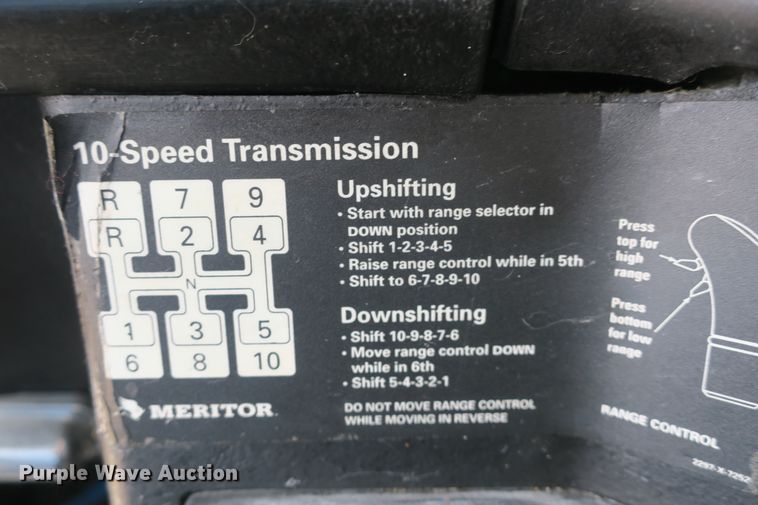 10-Speed Transmission
R 7 9
R 2 4
N
1 3 5
6 8 10
MERITOR
Upshifting
• Start with range selector in
DOWN position
• Shift 1-2-3-4-5
• Raise range control while in 5th
• Shift to 6-7-8-9-10
Downshifting
• Shift 10-9-8-7-6
• Move range control DOWN
while in 6th
• Shift 5-4-3-2-1
DO NOT MOVE RANGE CONTROL
WHILE MOVING IN REVERSE
Press
top for
high
range
Press
bottom
for low
range
RANGE CONTROL
2297-X-7252
Purple Wave Auction